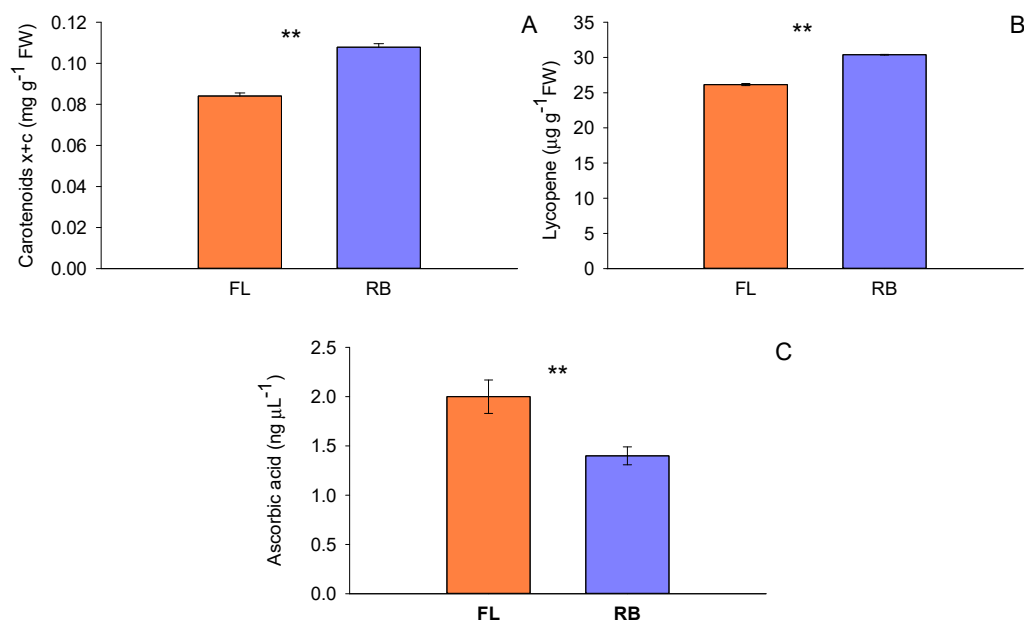 A
Carotenoids x+c (mg g⁻¹ FW)
0.12
0.10
0.08
0.06
0.04
0.02
0.00
**
FL RB
B
Lycopene (μg g⁻¹FW)
35
30
25
20
15
10
5
0
**
FL RB
C
Ascorbic acid (ng μL⁻¹)
2.5
2.0
1.5
1.0
0.5
0.0
**
FL RB